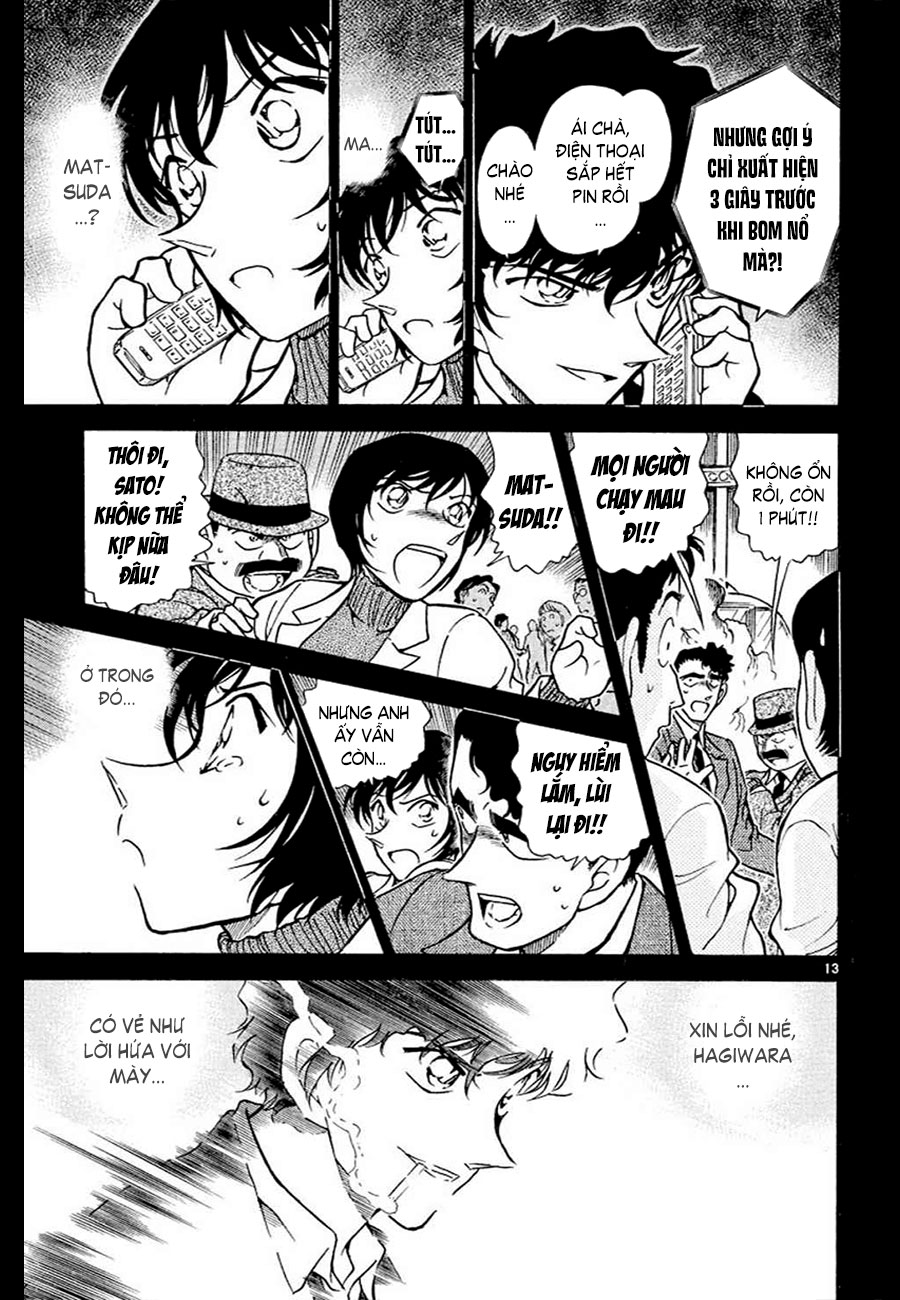 NHƯNG GỢI Ý
CHỈ XUẤT HIỆN
3 GIÂY TRƯỚC
KHI BOM NỔ
MÀ?!
ÁI CHÀ,
ĐIỆN THOẠI
SẮP HẾT
PIN RỒI
...
CHÀO
NHÉ
...
TÚT...
TÚT...
MA...
MAT-
SUDA
...?
KHÔNG ỔN
RỒI, CÒN
1 PHÚT!!
MỌI NGƯỜI
CHẠY MAU
ĐI!!
MAT-
SUDA!!
THÔI ĐI,
SATO!
KHÔNG THỂ
KỊP NỮA
ĐÂU!
NGUY HIỂM
LẮM, LÙI
LẠI ĐI!!
NHƯNG ANH
ẤY VẪN
CÒN...
Ở TRONG
ĐÓ...
13
XIN LỖI NHÉ,
HAGIWARA
...
CÓ VẺ NHƯ
LỜI HỨA VỚI
MÀY...